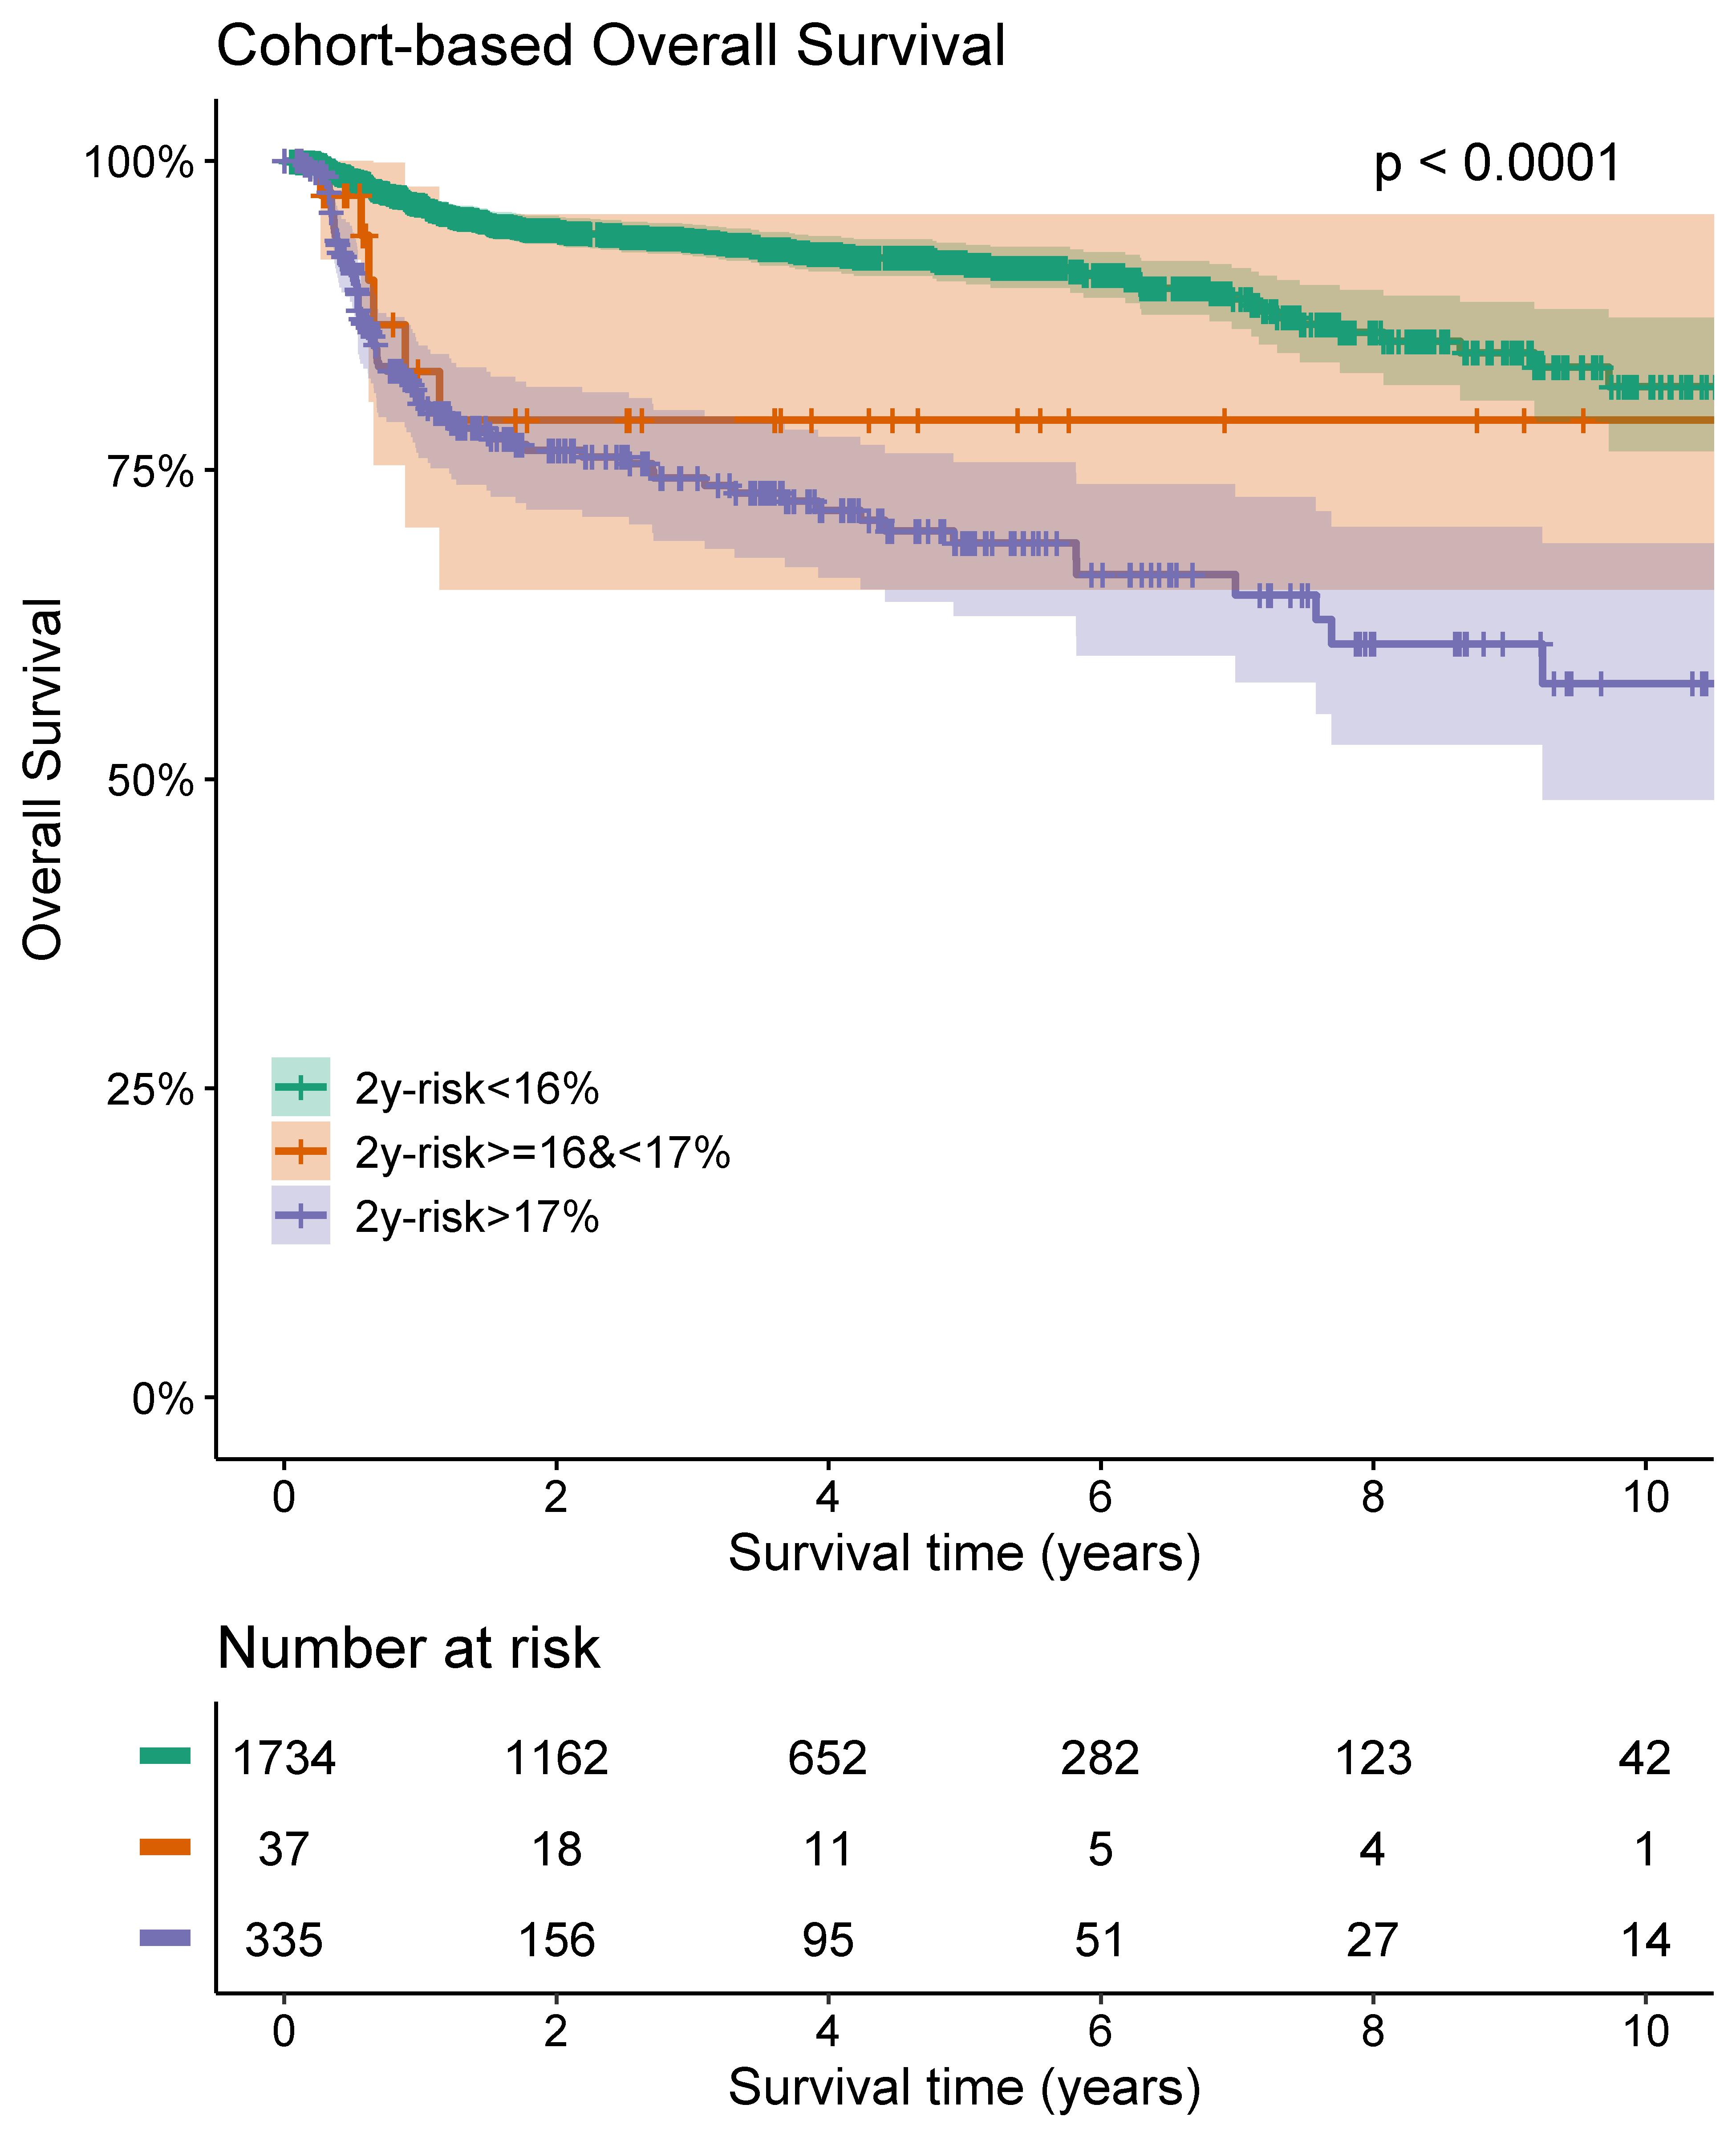 Cohort-based Overall Survival
p < 0.0001
100%
75%
50%
25%
0%
Overall Survival
2y-risk<16%
2y-risk>=16&<17%
2y-risk>17%
0 2 4 6 8 10
Survival time (years)
Number at risk
1734 1162 652 282 123 42
37 18 11 5 4 1
335 156 95 51 27 14
0 2 4 6 8 10
Survival time (years)